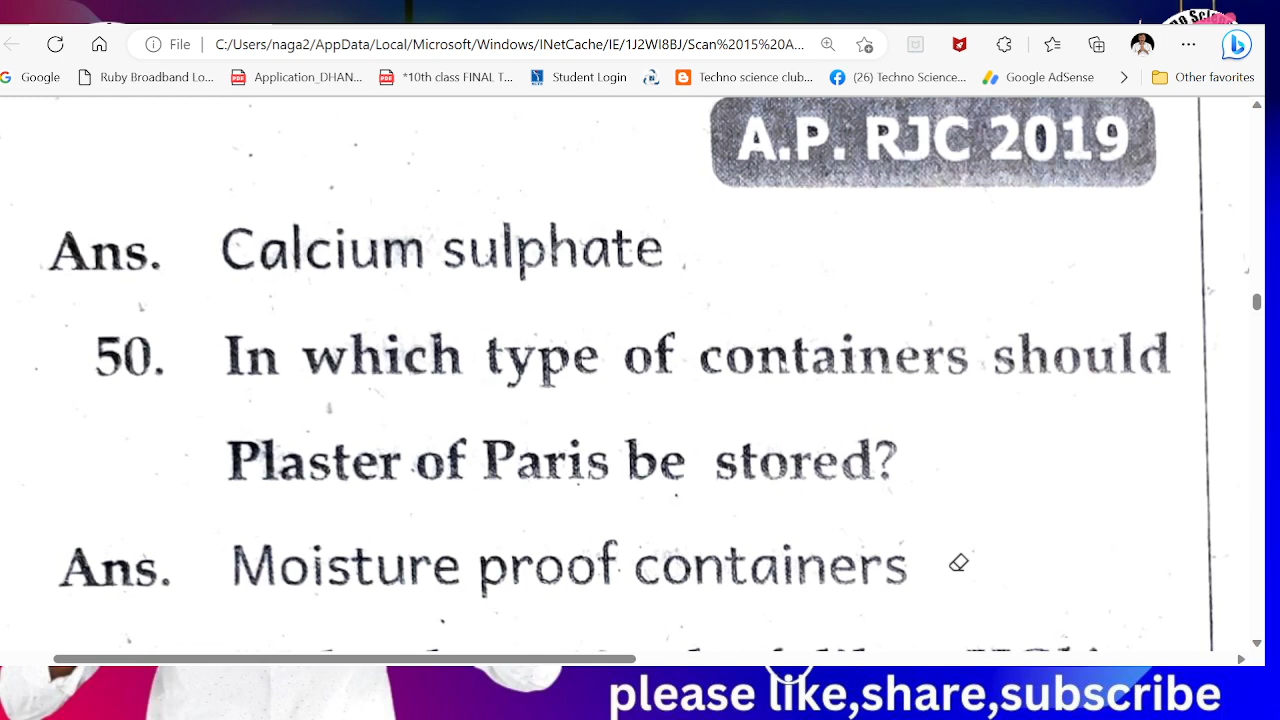 no Scien
File C:/Users/naga2/AppData/Local/Microsoft/Windows/INetCache/IE/1J2WI8BJ/Scan%2015%20A...
Google Ruby Broadband Lo... Application_DHAN... *10th class FINAL T... Student Login Techno science club... (26) Techno Science... Google AdSense Other favorites
A.P. RJC 2019
Ans. Calcium sulphate
50. In which type of containers should
Plaster of Paris be stored?
Ans. Moisture proof containers
please like,share,subscribe